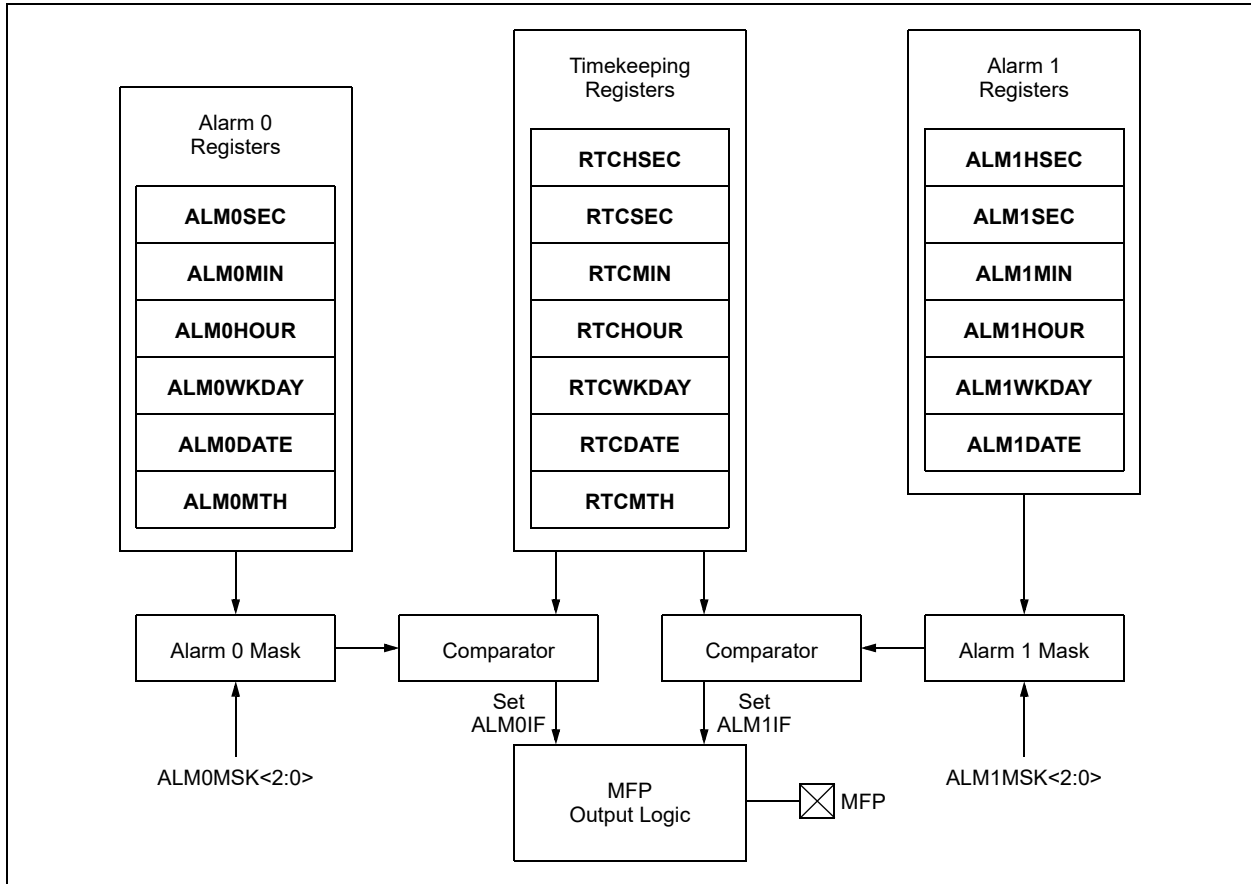 Alarm 0
Registers
ALM0SEC
ALM0MIN
ALM0HOUR
ALM0WKDAY
ALM0DATE
ALM0MTH
Timekeeping
Registers
RTCHSEC
RTCSEC
RTCMIN
RTCHOUR
RTCWKDAY
RTCDATE
RTCMTH
Alarm 1
Registers
ALM1HSEC
ALM1SEC
ALM1MIN
ALM1HOUR
ALM1WKDAY
ALM1DATE
Alarm 0 Mask
Comparator
Comparator
Alarm 1 Mask
Set
ALM0IF
Set
ALM1IF
ALM0MSK<2:0>
MFP
Output Logic
MFP
ALM1MSK<2:0>